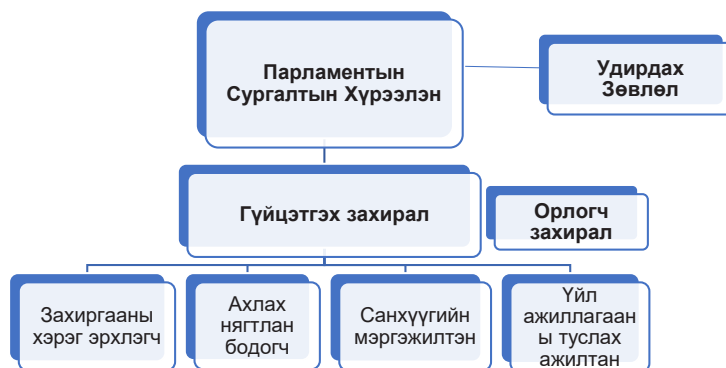 Парламентын
Сургалтын Хүрээлэн
Удирдах
Зөвлөл
Гүйцэтгэх захирал
Орлогч
захирал
Захиргааны
хэрэг эрхлэгч
Ахлах
нягтлан
бодогч
Санхүүгийн
мэргэжилтэн
Үйл
ажиллагаан
ы туслах
ажилтан